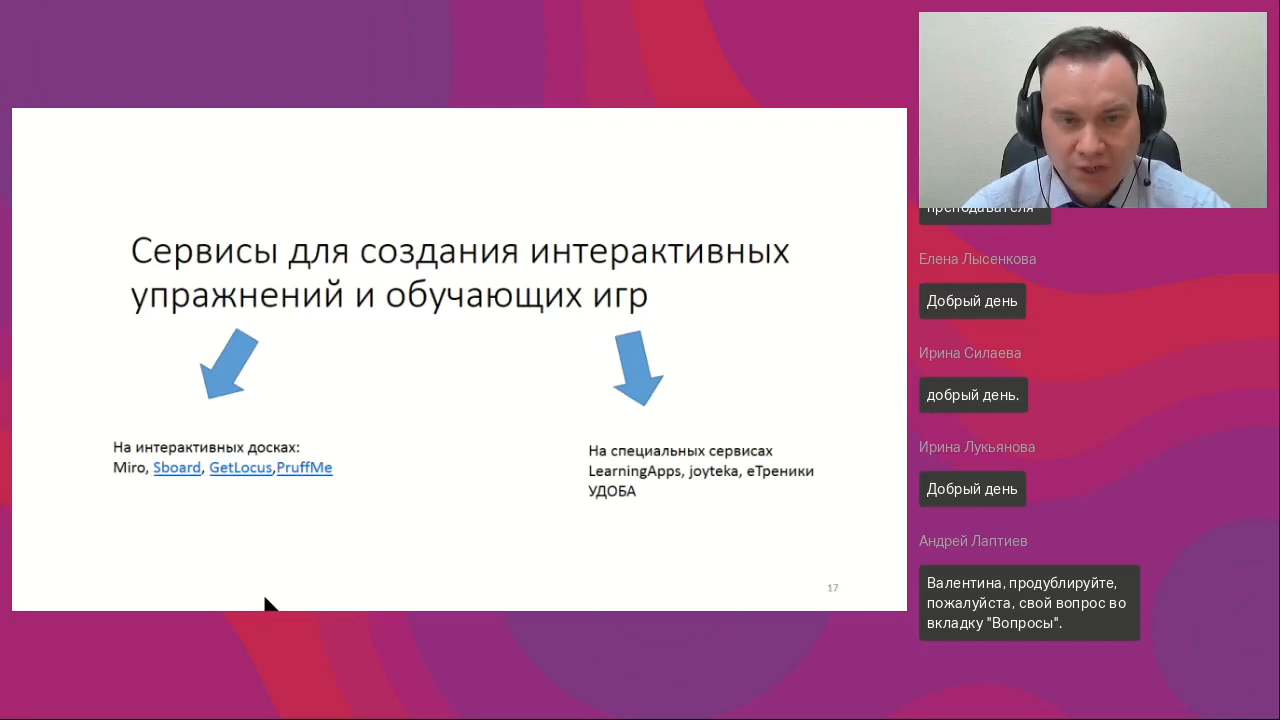 Сервисы для создания интерактивных
упражнений и обучающих игр
На интерактивных досках:
Miro, Sboard, GetLocus,PruffMe
На специальных сервисах
LearningApps, joyteka, eТреники
УДОБА
17
преподавателя
Елена Лысенкова
Добрый день
Ирина Силаева
добрый день.
Ирина Лукьянова
Добрый день
Андрей Лаптиев
Валентина, продублируйте,
пожалуйста, свой вопрос во
вкладку "Вопросы".